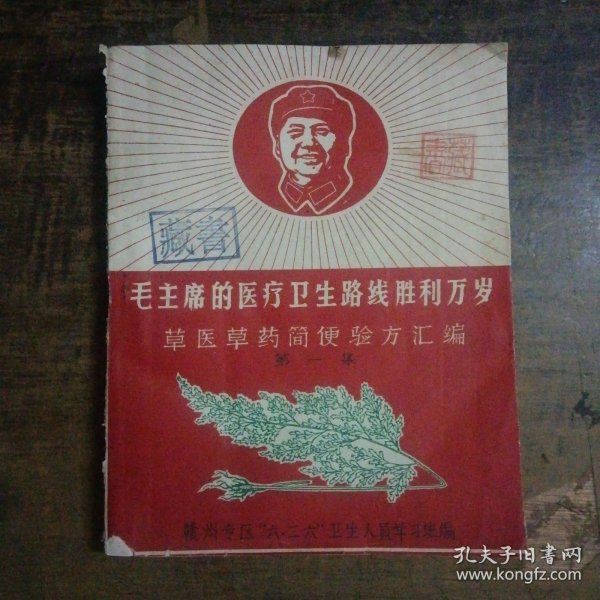 藏書
毛主席的医疗卫生路线胜利万岁
草医草药简便验方汇编
第一集
赣州专区“六·二六”卫生人员学习班编
孔夫子旧书网
www.kongfz.com